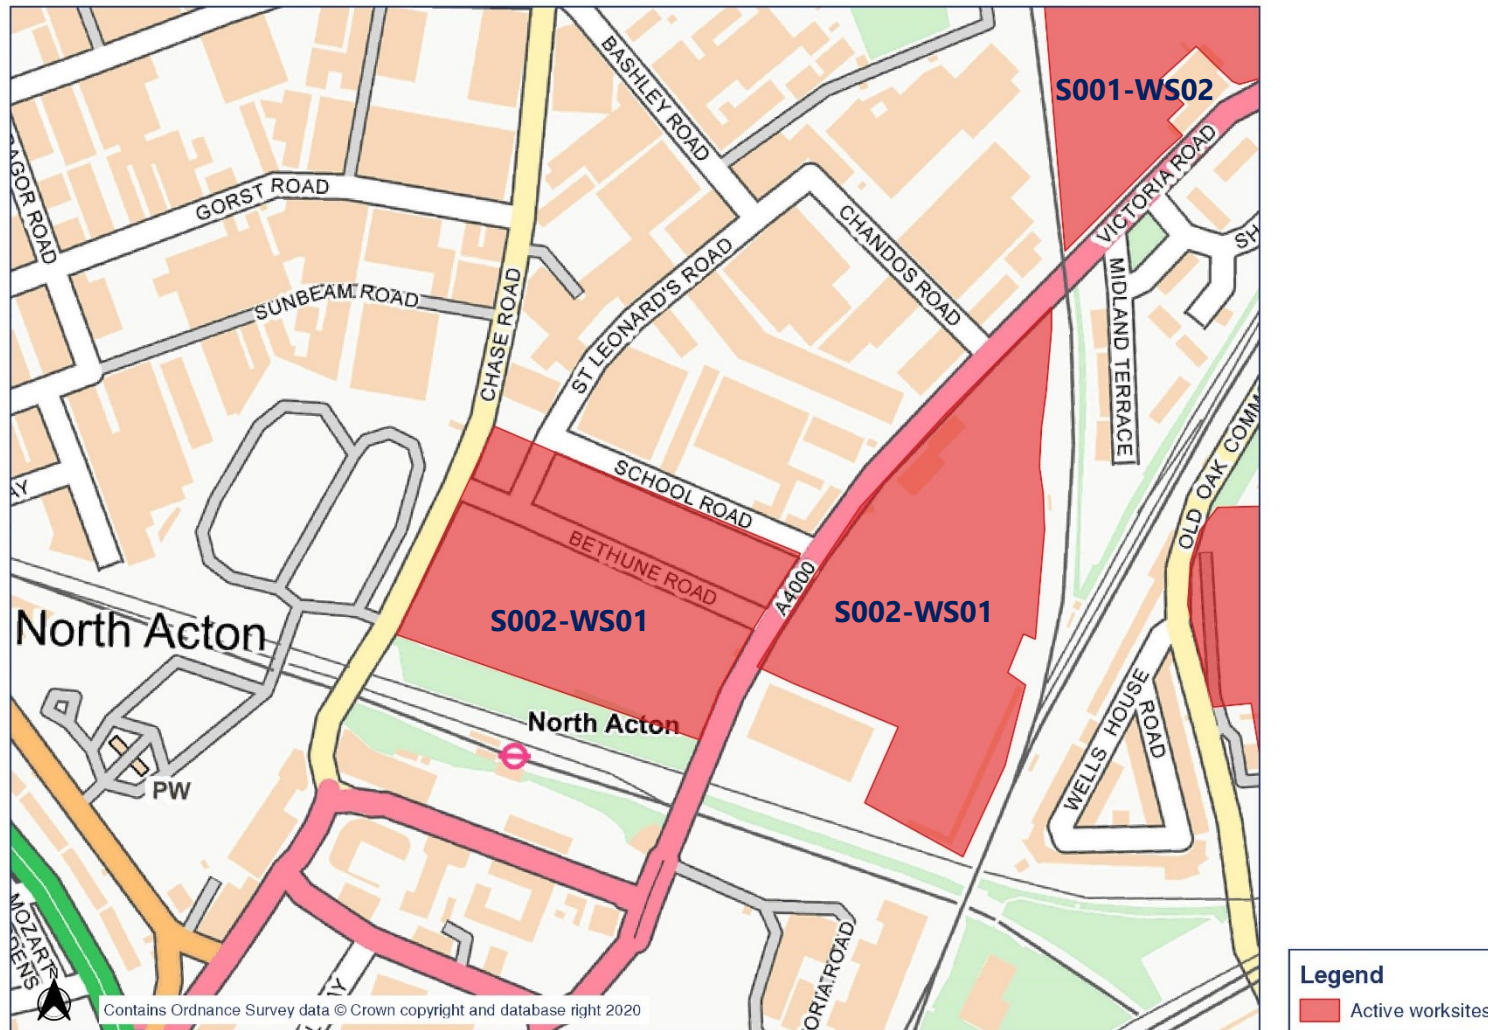 BASHLEY ROAD
S001-WS02
VICTORIA ROAD
GORST ROAD
CHANDOS ROAD
MIDLAND TERRACE
SUNBEAM ROAD
CHASE ROAD
ST LEONARD'S ROAD
OLD OAK COMM
SCHOOL ROAD
BETHUNE ROAD
A4000
S002-WS01
S002-WS01
North Acton
North Acton
WELLS HOUSE
ROAD
PW
MOZART
DENS
Contains Ordnance Survey data © Crown copyright and database right 2020
Legend
Active worksites